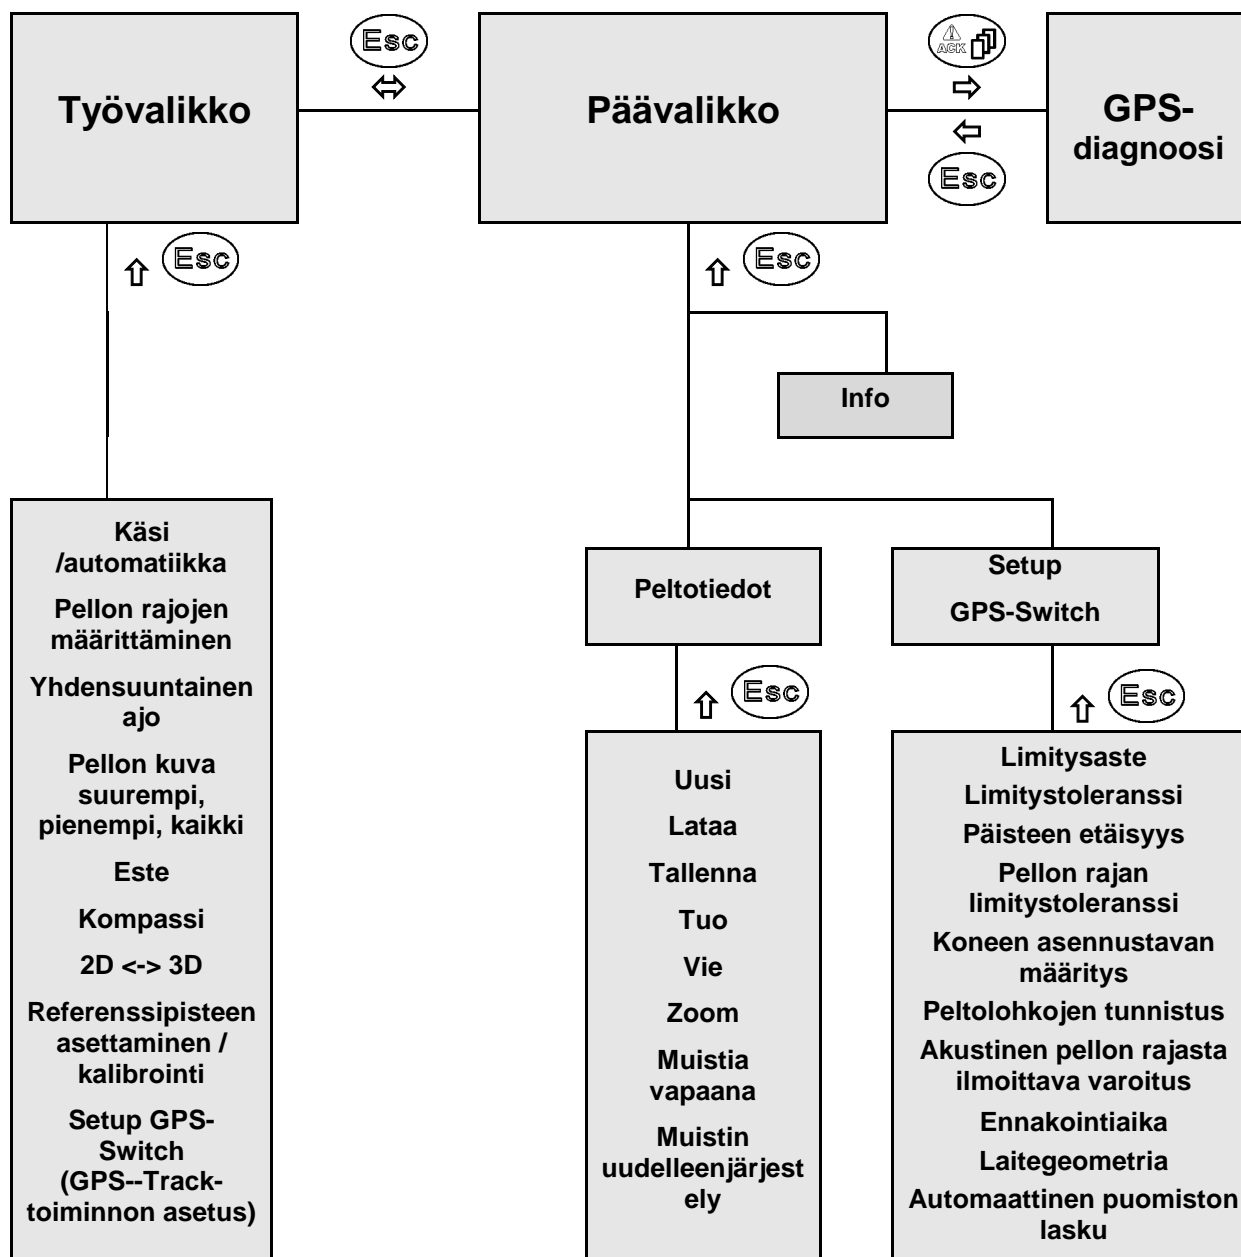 Esc
ACK
Työvalikko
Päävalikko
GPS-
diagnoosi
Esc
Esc
Esc
Info
Käsi
/automatiikka
Pellon rajojen
määrittäminen
Yhdensuuntainen
ajo
Pellon kuva
suurempi,
pienempi, kaikki
Este
Kompassi
2D <-> 3D
Referenssipisteen
asettaminen /
kalibrointi
Setup GPS-
Switch
(GPS--Track-
toiminnon asetus)
Peltotiedot
Esc
Uusi
Lataa
Tallenna
Tuo
Vie
Zoom
Muistia
vapaana
Muistin
uudelleenjärjest
ely
Setup
GPS-Switch
Esc
Limitysaste
Limitystoleranssi
Päisteen etäisyys
Pellon rajan
limitystoleranssi
Koneen asennustavan
määritys
Peltolohkojen tunnistus
Akustinen pellon rajasta
ilmoittava varoitus
Ennakointiaika
Laitegeometria
Automaattinen puomiston
lasku